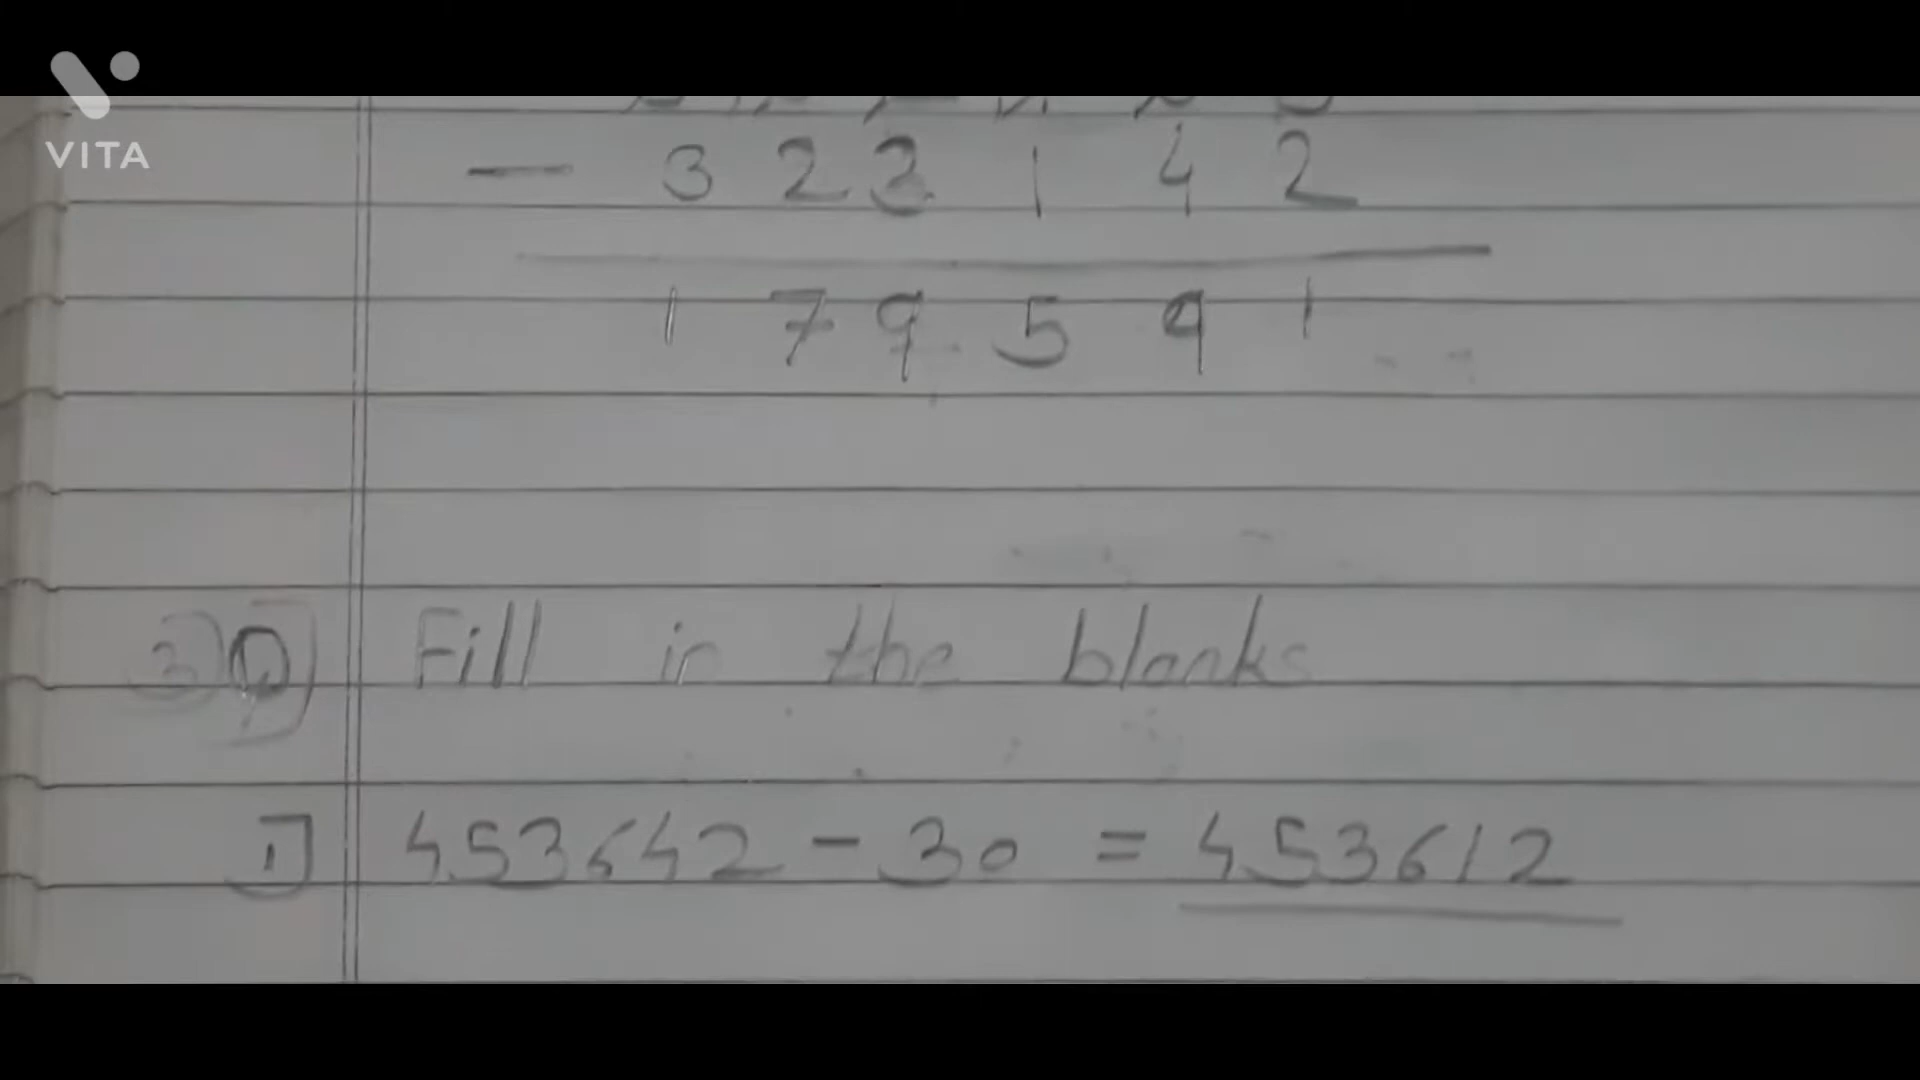 VITA
— 3 2 2 1 4 2
1 7 9 5 9 1
3) Q) Fill in the blanks
1] 453642 - 30 = 453612